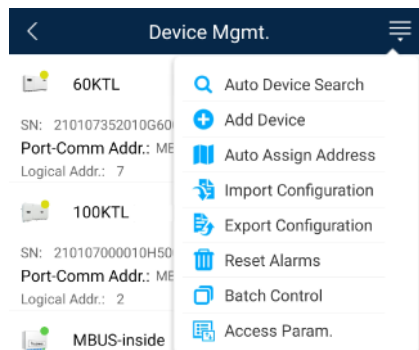 Device Mgmt.
60KTL
SN: 210107352010G60
Port-Comm Addr.: ME
Logical Addr.: 7
100KTL
SN: 210107000010H50
Port-Comm Addr.: ME
Logical Addr.: 2
MBUS-inside
Auto Device Search
Add Device
Auto Assign Address
Import Configuration
Export Configuration
Reset Alarms
Batch Control
Access Param.